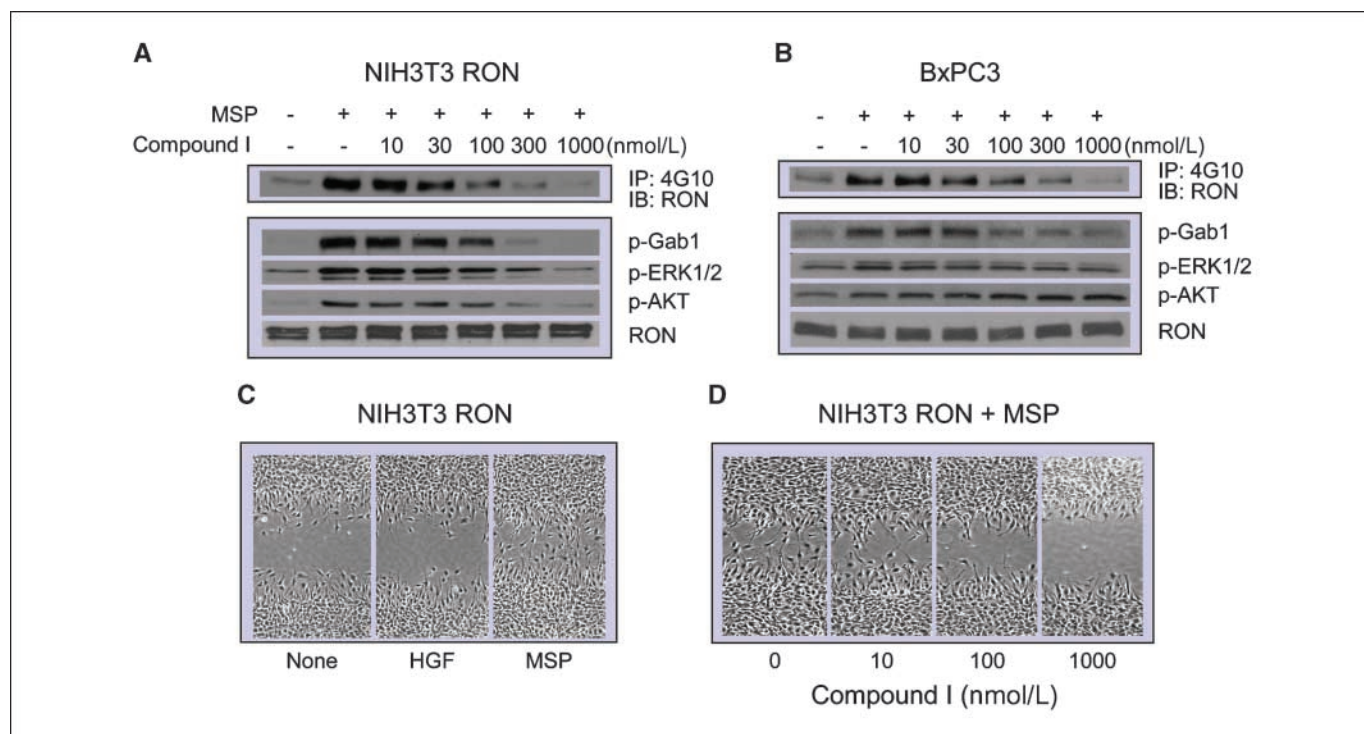 A
NIH3T3 RON
MSP - + + + + + +
Compound I - - 10 30 100 300 1000 (nmol/L)
IP: 4G10
IB: RON
p-Gab1
p-ERK1/2
p-AKT
RON
B
BxPC3
- + + + + + +
- - 10 30 100 300 1000 (nmol/L)
IP: 4G10
IB: RON
p-Gab1
p-ERK1/2
p-AKT
RON
C
NIH3T3 RON
None HGF MSP
D
NIH3T3 RON + MSP
0 10 100 1000
Compound I (nmol/L)